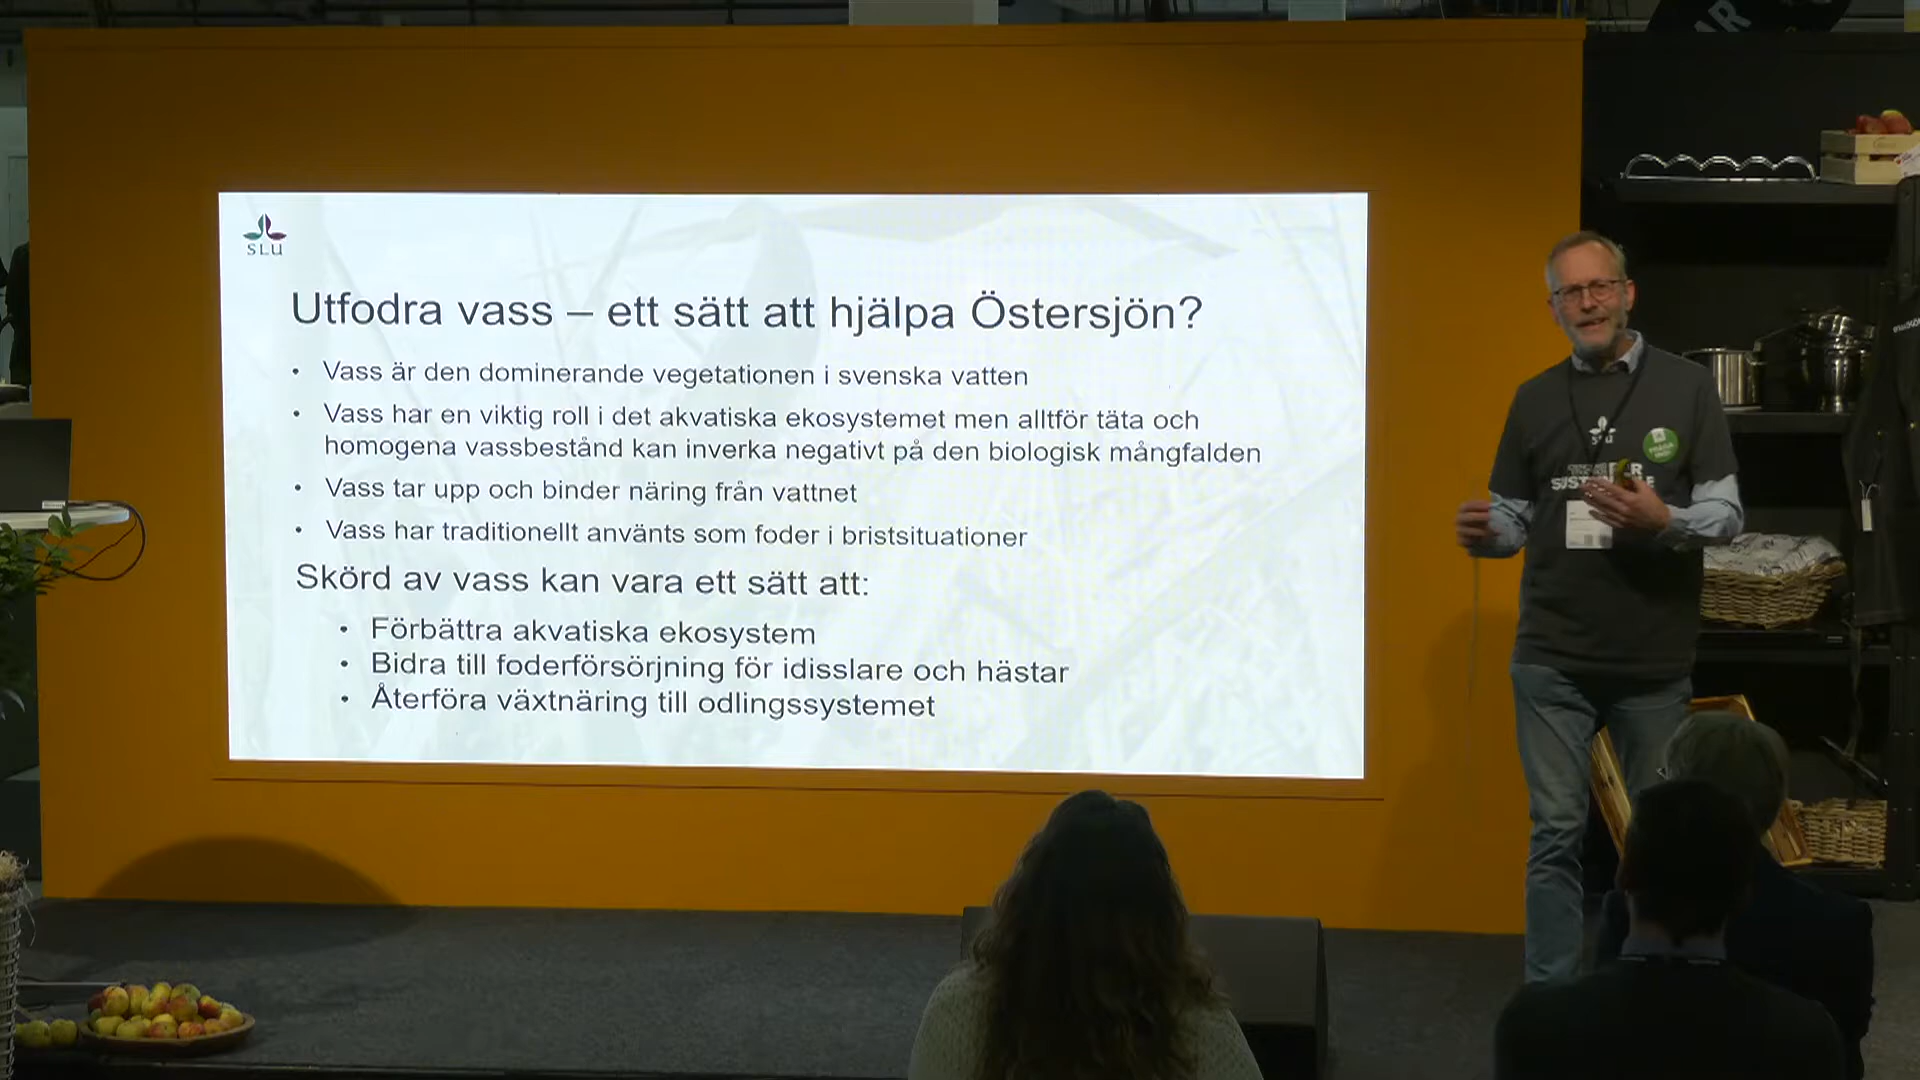 AR
SLU
Utfodra vass – ett sätt att hjälpa Östersjön?
• Vass är den dominerande vegetationen i svenska vatten
• Vass har en viktig roll i det akvatiska ekosystemet men alltför täta och
homogena vassbestånd kan inverka negativt på den biologisk mångfalden
• Vass tar upp och binder näring från vattnet
• Vass har traditionellt använts som foder i bristsituationer
Skörd av vass kan vara ett sätt att:
• Förbättra akvatiska ekosystem
• Bidra till foderförsörjning för idisslare och hästar
• Återföra växtnäring till odlingssystemet
slu